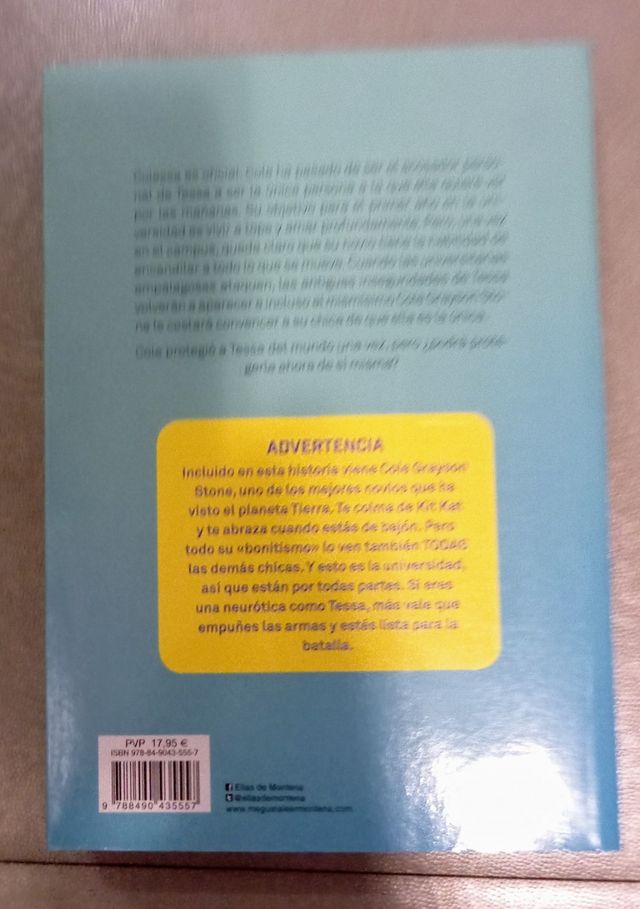 Colessa es oficial. Cole ha pasado de ser el acosador perso-
nal de Tessa a ser la única persona a la que ella quiere ver
por las mañanas. Su objetivo para el primer año en la uni-
versidad es vivir a tope y amar profundamente. Pero, una vez
en el campus, queda claro que su novio tiene la habilidad de
encandilar a todo lo que se mueve. Cuando las universitarias
empalagosas ataquen, las antiguas inseguridades de Tessa
volverán a aparecer e incluso al mismísimo Cole Grayson Sto-
ne le costará convencer a su chica de que ella es la única.
Cole protegió a Tessa del mundo una vez, pero ¿podrá prote-
gerla ahora de sí misma?
ADVERTENCIA
Incluido en esta historia viene Cole Grayson
Stone, uno de los mejores novios que ha
visto el planeta Tierra. Te colma de Kit Kat
y te abraza cuando estás de bajón. Pero
todo su «bonitismo» lo ven también TODAS
las demás chicas. Y esto es la universidad,
así que están por todas partes. Si eres
una neurótica como Tessa, más vale que
empuñes las armas y estés lista para la
batalla.
PVP 17,95 €
ISBN 978-84-9043-555-7
9 788490 435557
Ellas de Montena
@ellasdemontena
www.megustaleermontena.com